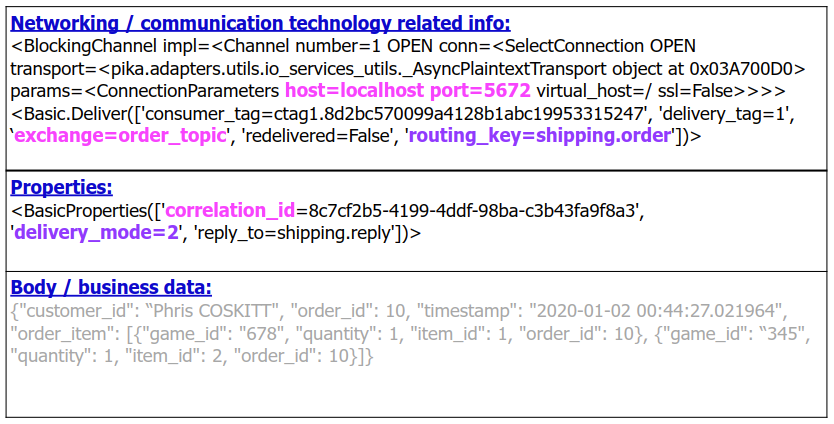 Networking / communication technology related info:
<BlockingChannel impl=<Channel number=1 OPEN conn=<SelectConnection OPEN
transport=<pika.adapters.utils.io_services_utils._AsyncPlaintextTransport object at 0x03A700D0>
params=<ConnectionParameters host=localhost port=5672 virtual_host=/ ssl=False>>>>
<Basic.Deliver(['consumer_tag=ctag1.8d2bc570099a4128b1abc19953315247', 'delivery_tag=1',
‘exchange=order_topic', 'redelivered=False', 'routing_key=shipping.order'])>
Properties:
<BasicProperties(['correlation_id=8c7cf2b5-4199-4ddf-98ba-c3b43fa9f8a3',
'delivery_mode=2', 'reply_to=shipping.reply'])>
Body / business data:
{"customer_id": “Phris COSKITT", "order_id": 10, "timestamp": "2020-01-02 00:44:27.021964",
"order_item": [{"game_id": "678", "quantity": 1, "item_id": 1, "order_id": 10}, {"game_id": “345",
"quantity": 1, "item_id": 2, "order_id": 10}]}